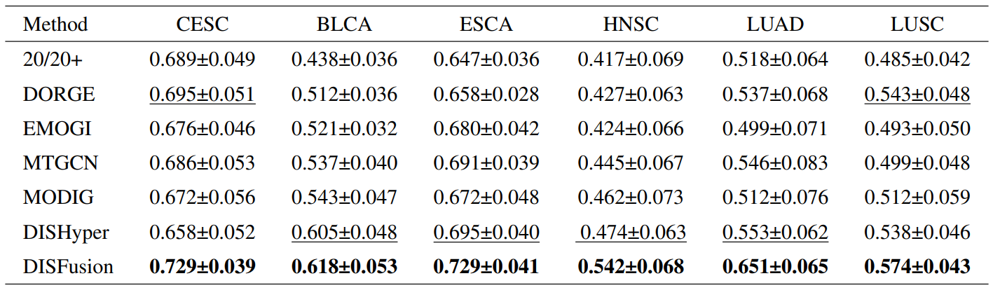 Method CESC BLCA ESCA HNSC LUAD LUSC
20/20+ 0.689±0.049 0.438±0.036 0.647±0.036 0.417±0.069 0.518±0.064 0.485±0.042
DORGE 0.695±0.051 0.512±0.036 0.658±0.028 0.427±0.063 0.537±0.068 0.543±0.048
EMOGI 0.676±0.046 0.521±0.032 0.680±0.042 0.424±0.066 0.499±0.071 0.493±0.050
MTGCN 0.686±0.053 0.537±0.040 0.691±0.039 0.445±0.067 0.546±0.083 0.499±0.048
MODIG 0.672±0.056 0.543±0.047 0.672±0.048 0.462±0.073 0.512±0.076 0.512±0.059
DISHyper 0.658±0.052 0.605±0.048 0.695±0.040 0.474±0.063 0.553±0.062 0.538±0.046
DISFusion 0.729±0.039 0.618±0.053 0.729±0.041 0.542±0.068 0.651±0.065 0.574±0.043